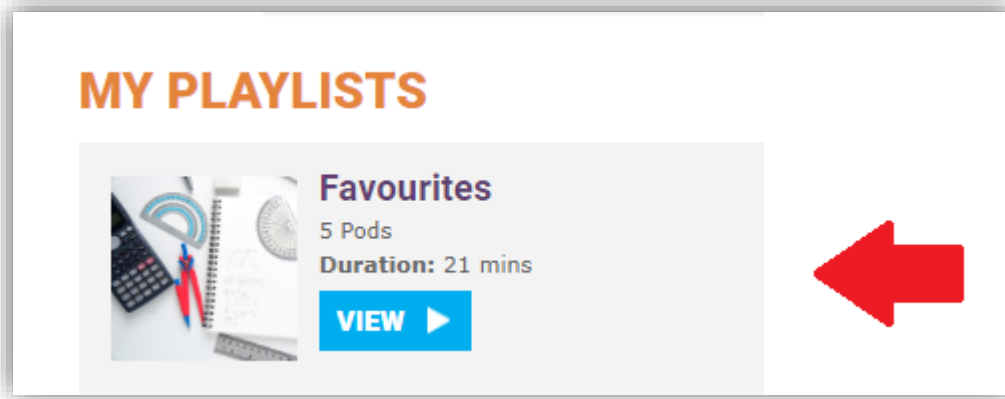 MY PLAYLISTS
Favourites
5 Pods
Duration: 21 mins
VIEW